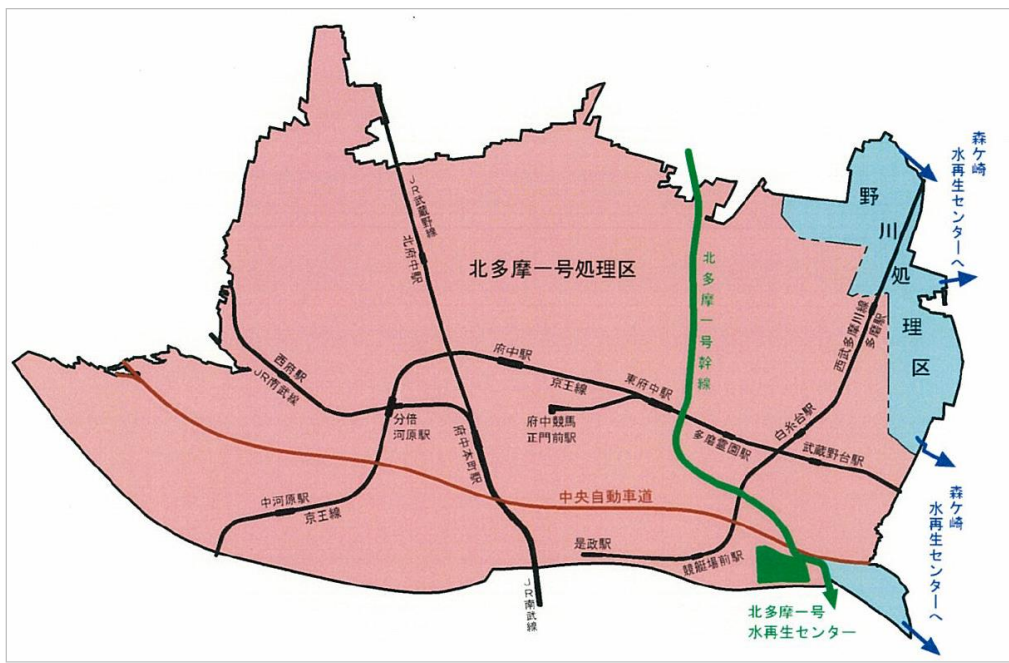 森ケ崎
水再生センターへ
野川処理区
JR武蔵野線
北府中駅
北多摩一号処理区
北多摩一号幹線
西武多摩川線
多磨駅
西府駅
JR南武線
府中駅
京王線
東府中駅
分倍
河原駅
府中競馬
正門前駅
府中本町駅
多磨霊園駅
白糸台駅
武蔵野台駅
中河原駅
京王線
中央自動車道
森ケ崎
水再生センターへ
是政駅
競艇場前駅
JR南武線
北多摩一号
水再生センター